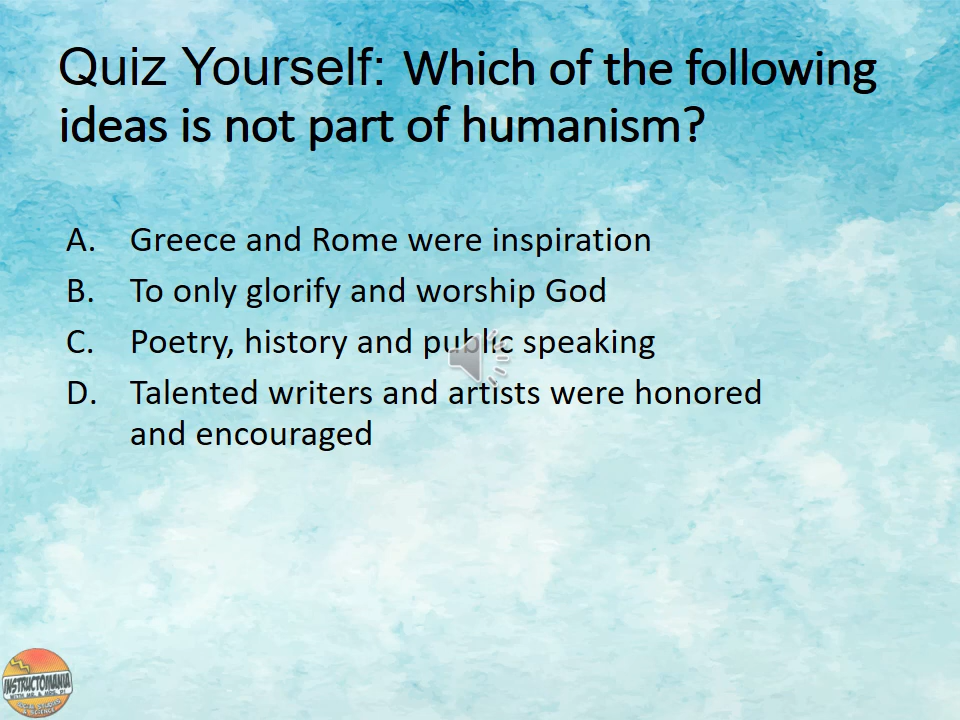 Quiz Yourself: Which of the following
ideas is not part of humanism?
A. Greece and Rome were inspiration
B. To only glorify and worship God
C. Poetry, history and public speaking
D. Talented writers and artists were honored
and encouraged
INSTRUCTOMANIA